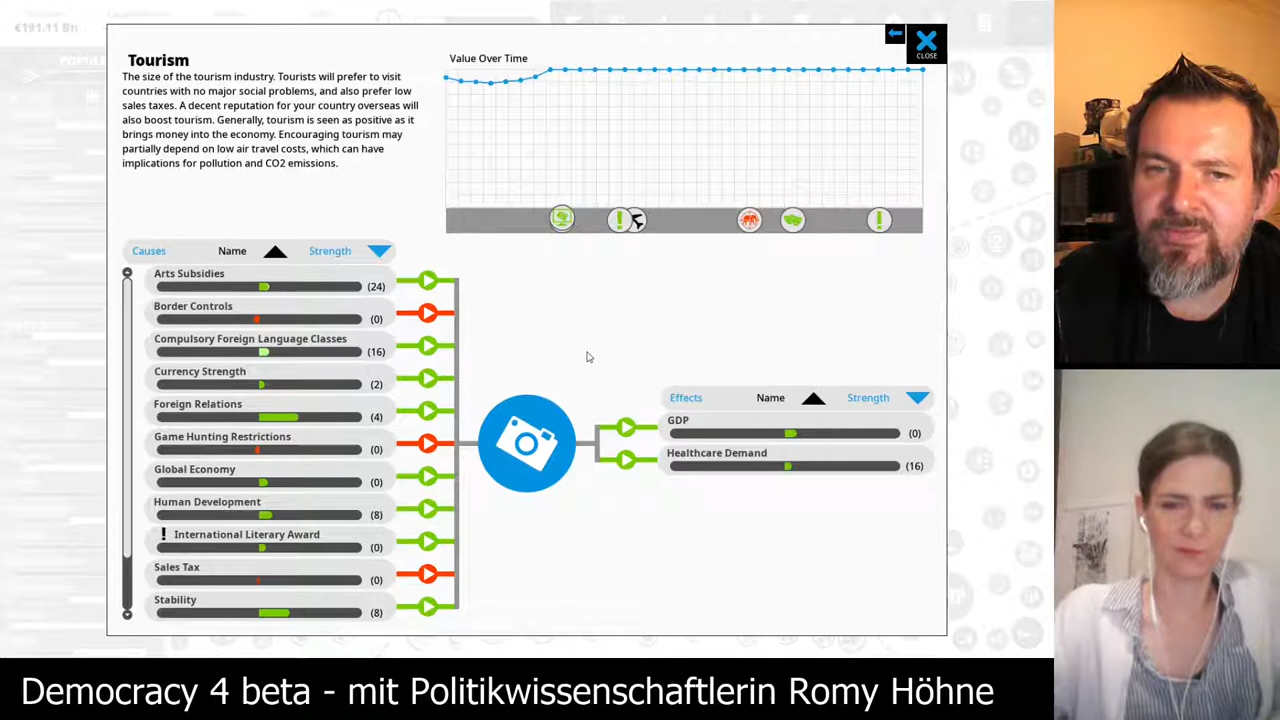 €191.11 Bn
Tourism
The size of the tourism industry. Tourists will prefer to visit
countries with no major social problems, and also prefer low
sales taxes. A decent reputation for your country overseas will
also boost tourism. Generally, tourism is seen as positive as it
brings money into the economy. Encouraging tourism may
partially depend on low air travel costs, which can have
implications for pollution and CO2 emissions.
Value Over Time
CLOSE
Causes Name Strength
Arts Subsidies
(24)
Border Controls
(0)
Compulsory Foreign Language Classes
(16)
Currency Strength
(2)
Foreign Relations
(4)
Game Hunting Restrictions
(0)
Global Economy
(0)
Human Development
(8)
! International Literary Award
(0)
Sales Tax
(0)
Stability
(8)
Effects Name Strength
GDP
(0)
Healthcare Demand
(16)
Democracy 4 beta - mit Politikwissenschaftlerin Romy Höhne